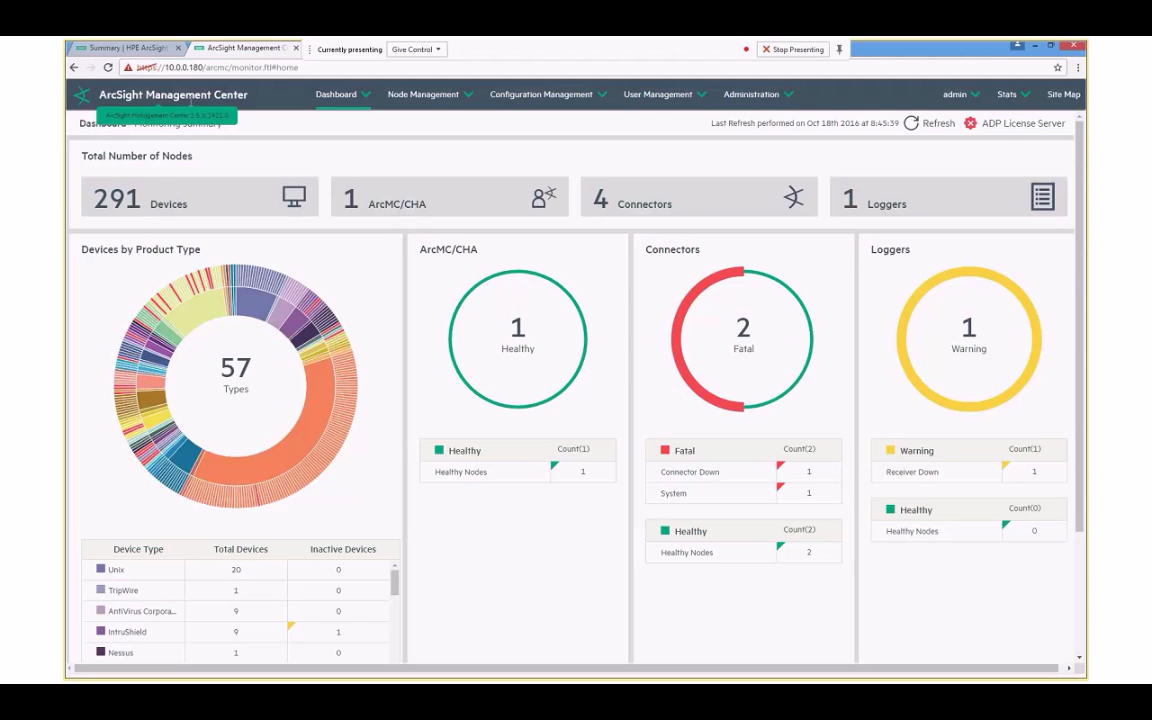 Summary | HPE ArcSight
ArcSight Management C
Currently presenting
Give Control
Stop Presenting
https://10.0.0.180/arcmc/monitor.ftl#home
ArcSight Management Center
Dashboard
Node Management
Configuration Management
User Management
Administration
admin
Stats
Site Map
Dashboard Monitoring Summary
Last Refresh performed on Oct 18th 2016 at 8:45:39
Refresh
ADP License Server
Total Number of Nodes
291 Devices
1 ArcMC/CHA
4 Connectors
1 Loggers
Devices by Product Type
57
Types
Device Type Total Devices Inactive Devices
Unix 20 0
TripWire 1 0
AntiVirus Corpora... 9 0
IntruShield 9 1
Nessus 1 0
ArcMC/CHA
1
Healthy
Healthy Count(1)
Healthy Nodes 1
Connectors
2
Fatal
Fatal Count(2)
Connector Down 1
System 1
Healthy Count(2)
Healthy Nodes 2
Loggers
1
Warning
Warning Count(1)
Receiver Down 1
Healthy Count(0)
Healthy Nodes 0